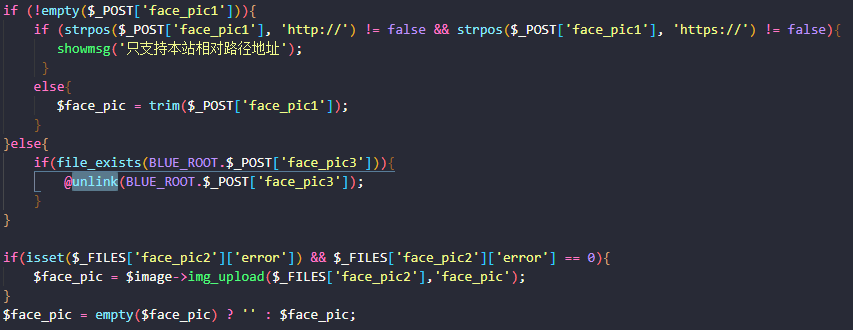 if (!empty($_POST['face_pic1'])){
    if (strpos($_POST['face_pic1'], 'http://') != false && strpos($_POST['face_pic1'], 'https://') != false){
       showmsg('只支持本站相对路径地址');
     }
    else{
       $face_pic = trim($_POST['face_pic1']);
    }
}else{
    if(file_exists(BLUE_ROOT.$_POST['face_pic3'])){
        @unlink(BLUE_ROOT.$_POST['face_pic3']);
    }
}

if(isset($_FILES['face_pic2']['error']) && $_FILES['face_pic2']['error'] == 0){
    $face_pic = $image->img_upload($_FILES['face_pic2'],'face_pic');
}
$face_pic = empty($face_pic) ? '' : $face_pic;